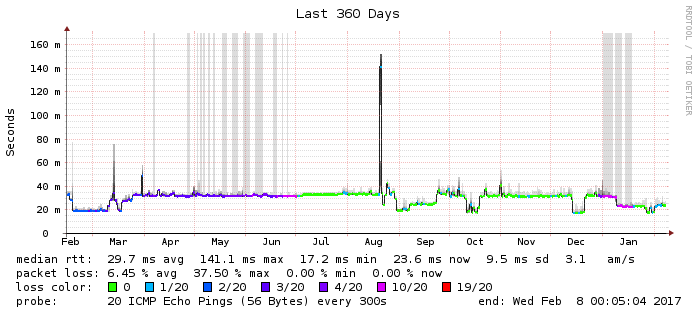 Last 360 Days
RRDTOOL / TOBI OETIKER
Seconds
160 m
140 m
120 m
100 m
80 m
60 m
40 m
20 m
0
Feb Mar Apr May Jun Jul Aug Sep Oct Nov Dec Jan
median rtt: 29.7 ms avg 141.1 ms max 17.2 ms min 23.6 ms now 9.5 ms sd 3.1 am/s
packet loss: 6.45 % avg 37.50 % max 0.00 % min 0.00 % now
loss color: 0 1/20 2/20 3/20 4/20 10/20 19/20
probe: 20 ICMP Echo Pings (56 Bytes) every 300s end: Wed Feb 8 00:05:04 2017